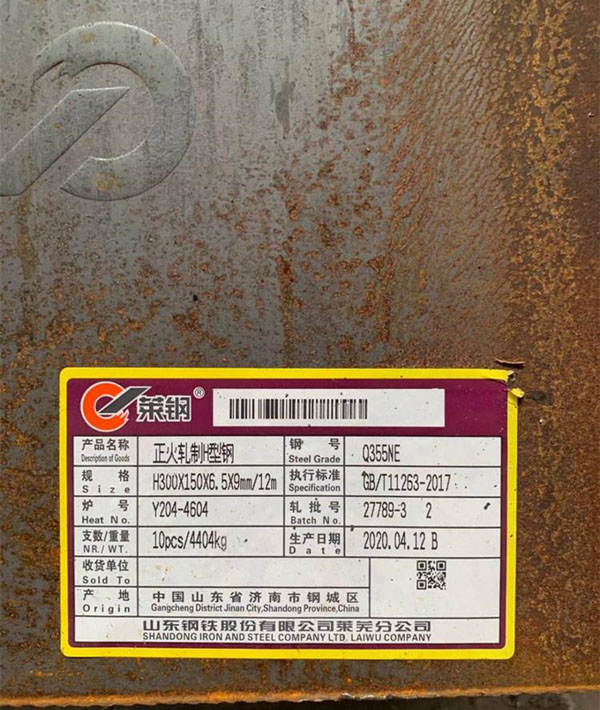 莱钢®
产品名称 正火轧制H型钢 钢 号 Q355NE
Description of Goods Steel Grade
规 格 H300X150X6.5X9mm/12m 执行标准 GB/T11263-2017
Size Specification
炉 号 Y204-4604 轧 批 号 27789-3 2
Heat No. Batch No.
支数/重量 10pcs/4404kg 生产日期 2020.04.12 B
NR./WT. Date
收货单位
Sold To
产 地 中国山东省济南市钢城区
Origin Gangcheng District Jinan City,Shandong Province,China
山东钢铁股份有限公司莱芜分公司
SHANDONG IRON AND STEEL COMPANY LTD. LAIWU COMPANY